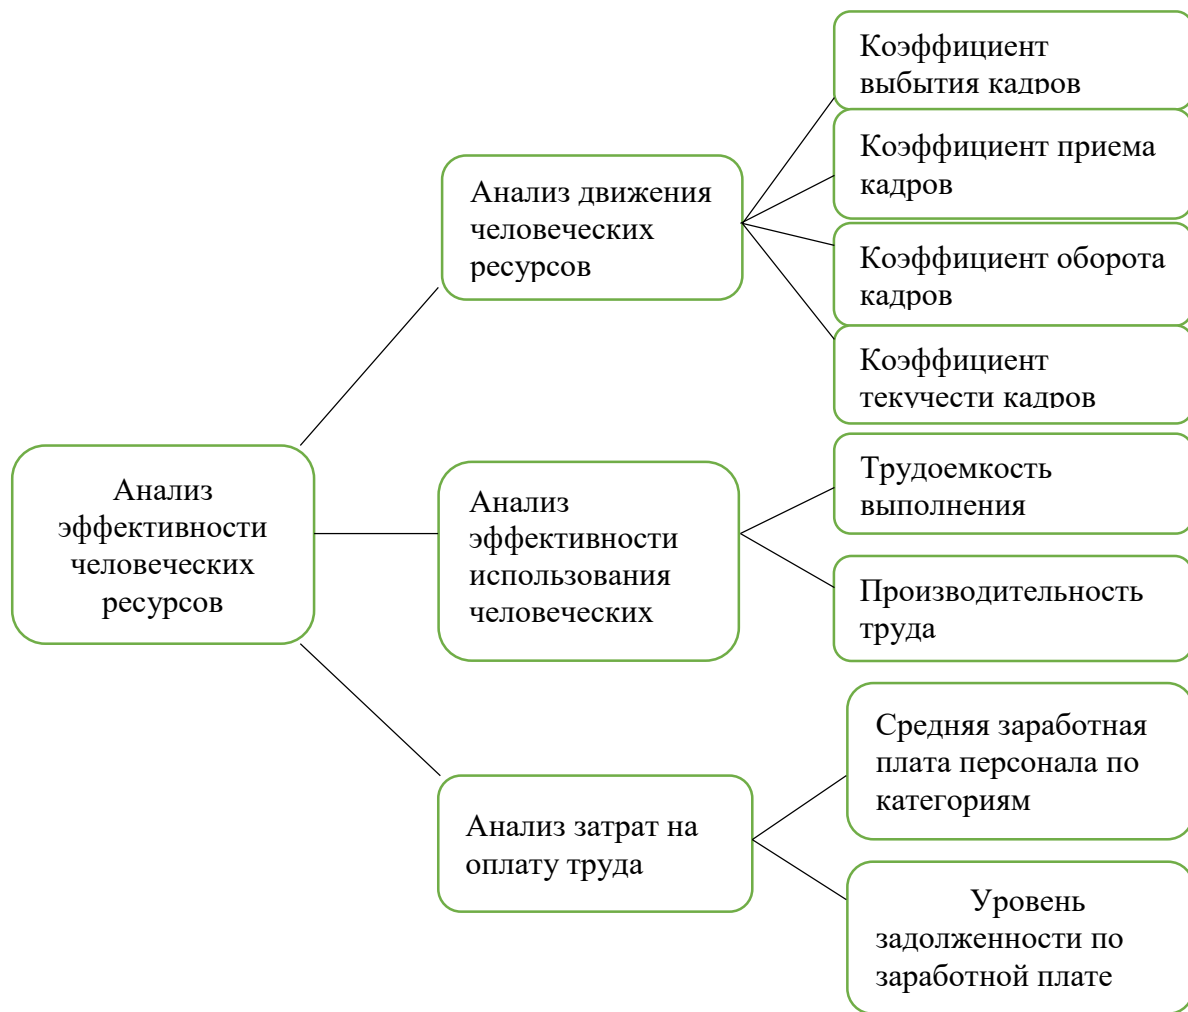 Анализ
эффективности
человеческих
ресурсов
Анализ движения
человеческих
ресурсов
Коэффициент
выбытия кадров
Коэффициент приема
кадров
Коэффициент оборота
кадров
Коэффициент
текучести кадров
Анализ
эффективности
использования
человеческих
Трудоемкость
выполнения
Производительность
труда
Анализ затрат на
оплату труда
Средняя заработная
плата персонала по
категориям
Уровень
задолженности по
заработной плате